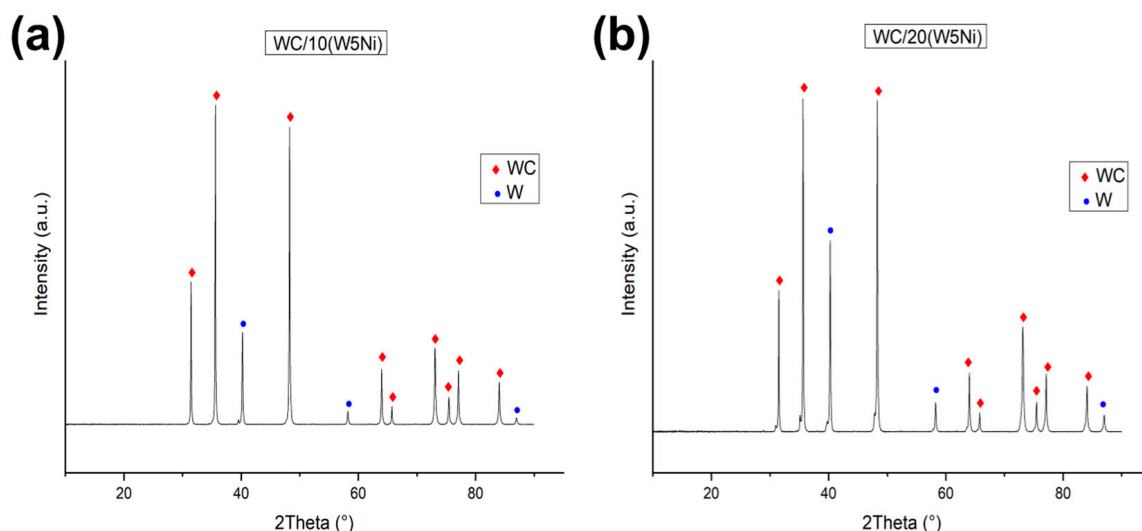 (a)
WC/10(W5Ni)
WC
W
Intensity (a.u.)
20
40
60
80
2Theta (°)
(b)
WC/20(W5Ni)
WC
W
Intensity (a.u.)
20
40
60
80
2Theta (°)